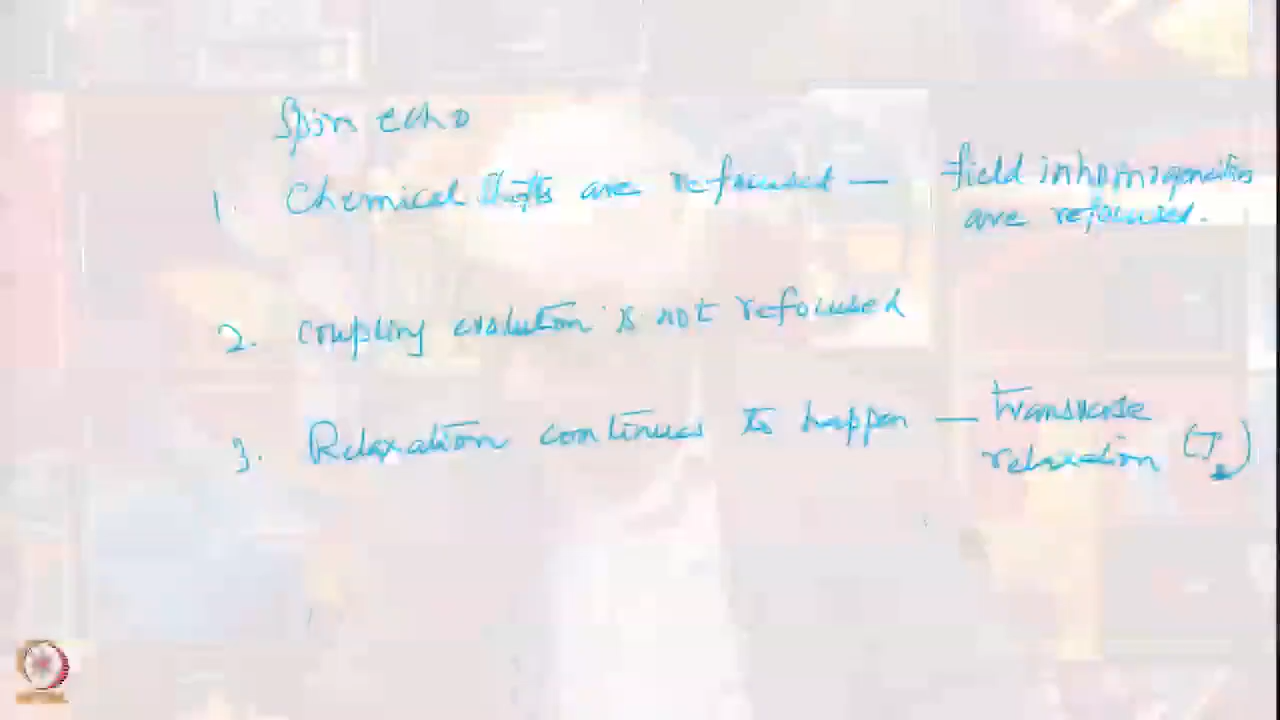 Spin echo
1. Chemical shifts are refocused — field inhomogeneities
are refocused.
2. Coupling evolution is not refocused
3. Relaxation continues to happen — transverse
relaxation (T2)